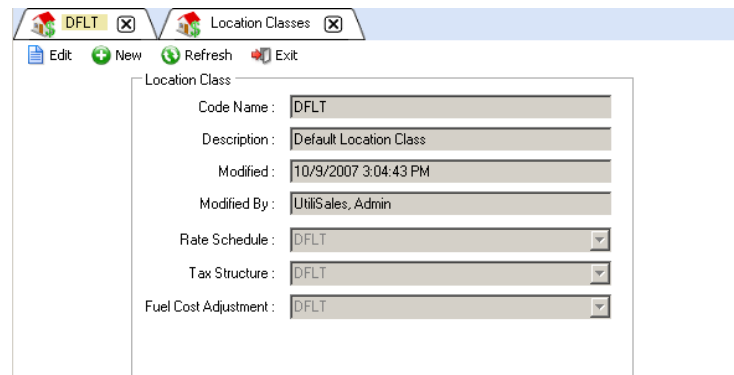 DFLT Location Classes
Edit New Refresh Exit
Location Class
Code Name : DFLT
Description : Default Location Class
Modified : 10/9/2007 3:04:43 PM
Modified By : UtiliSales, Admin
Rate Schedule : DFLT
Tax Structure : DFLT
Fuel Cost Adjustment : DFLT